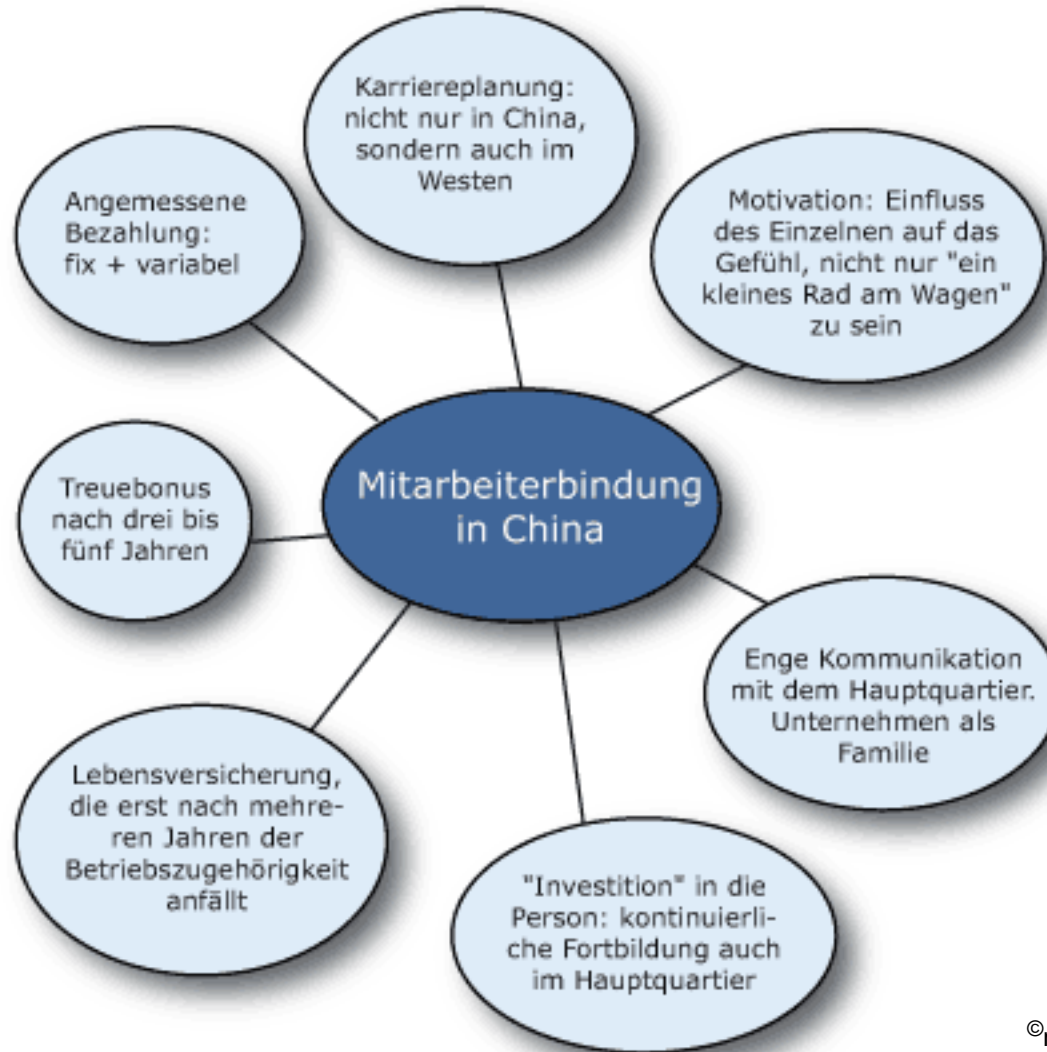 Karriereplanung:
nicht nur in China,
sondern auch im
Westen
Angemessene
Bezahlung:
fix + variabel
Motivation: Einfluss
des Einzelnen auf das
Gefühl, nicht nur "ein
kleines Rad am Wagen"
zu sein
Mitarbeiterbindung
in China
Treuebonus
nach drei bis
fünf Jahren
Enge Kommunikation
mit dem Hauptquartier.
Unternehmen als
Familie
Lebensversicherung,
die erst nach mehre-
ren Jahren der
Betriebszugehörigkeit
anfällt
"Investition" in die
Person: kontinuierli-
che Fortbildung auch
im Hauptquartier
©